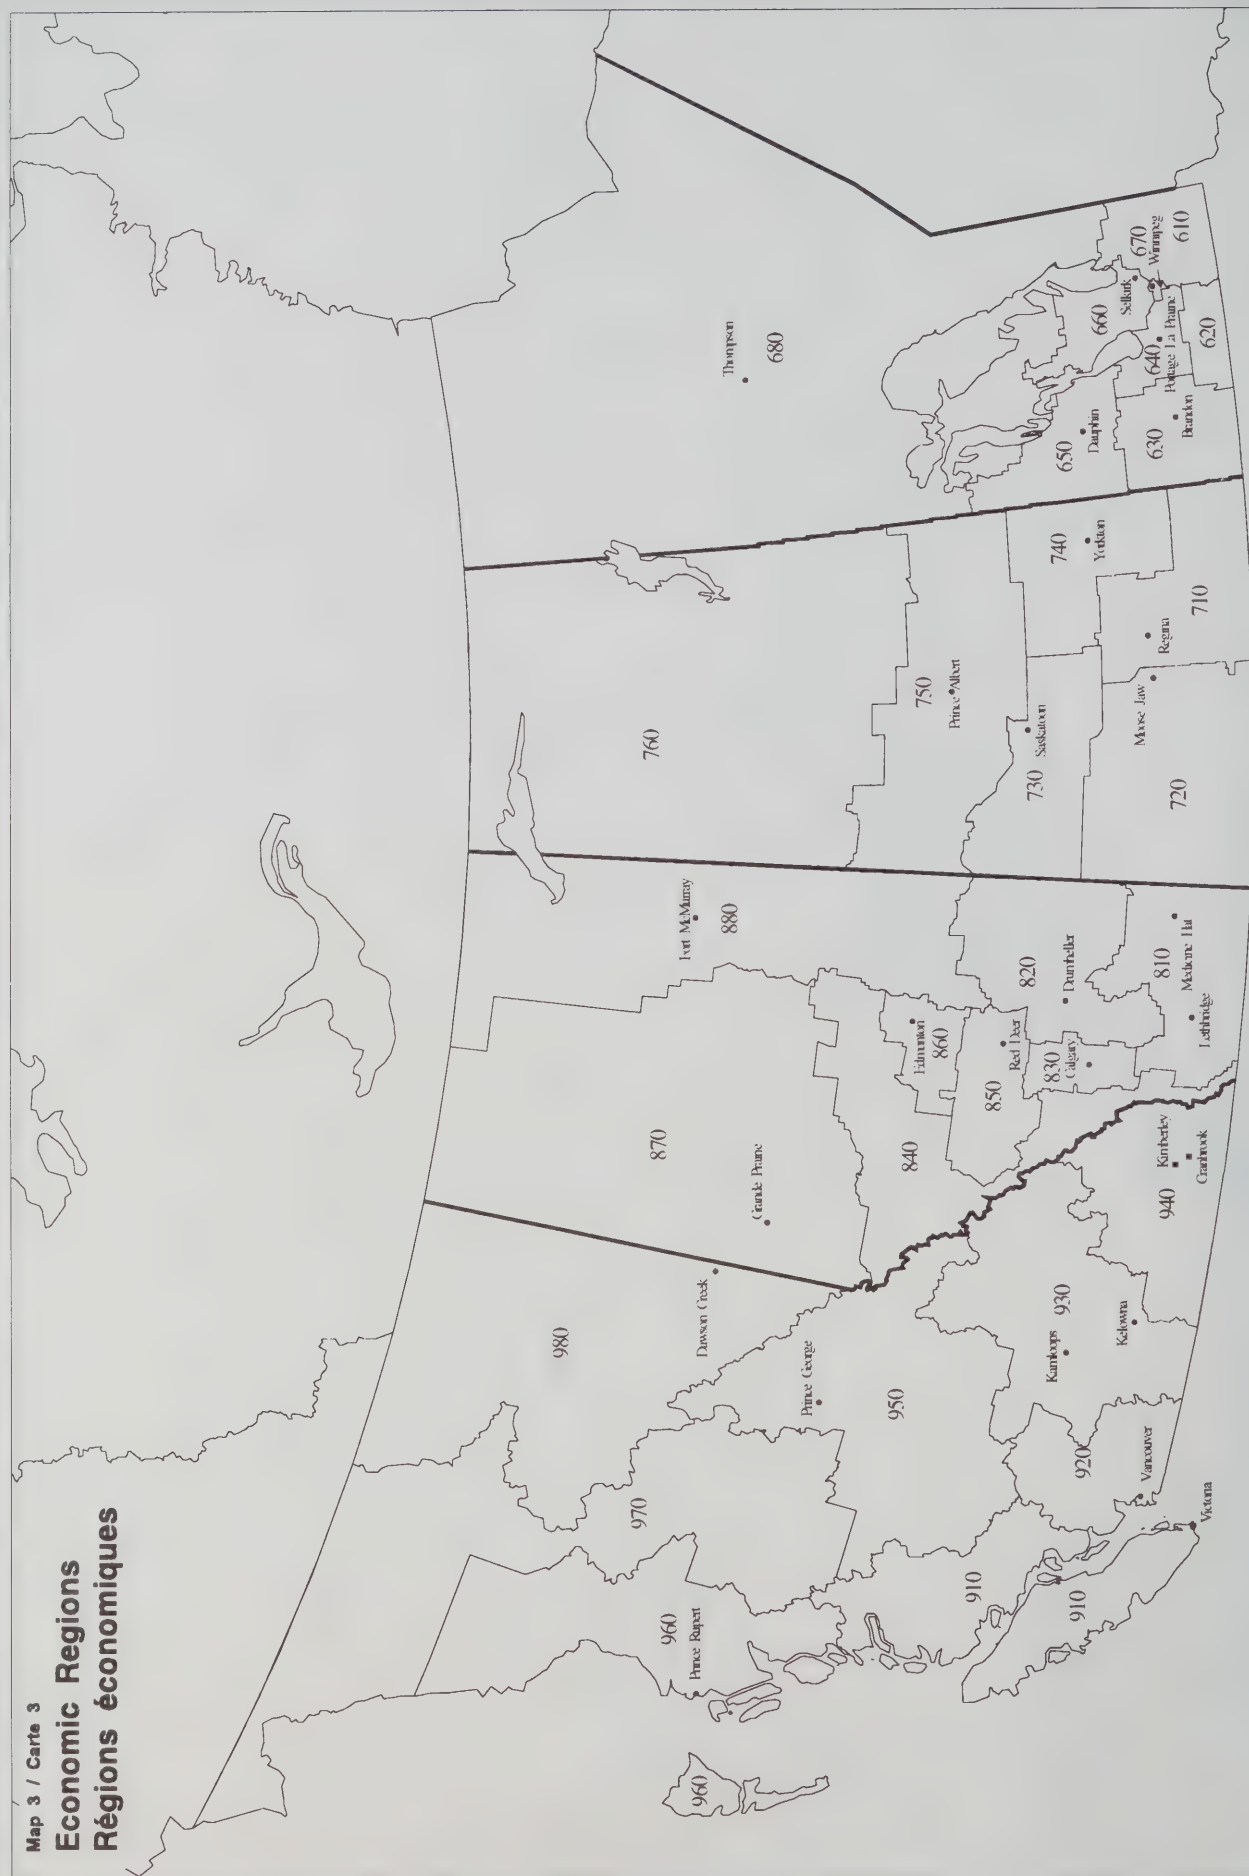 Map 3 / Carte 3
Economic Regions
Régions économiques
960
960
Prince Rupert
970
980
Dawson Creek
Prince George
950
910
910
Victoria
920
Vancouver
930
Kamloops
Kelowna
940
Kimberley
Cranbrook
870
Grande Prairie
840
850
860
Edmonton
Red Deer
830
Calgary
820
Drumheller
810
Medicine Hat
Lethbridge
880
Fort McMurray
760
750
Prince Albert
730
Saskatoon
720
Moose Jaw
740
Yorkton
710
Regina
680
Thompson
650
Dauphin
630
Brandon
640
Portage La Prairie
660
Selkirk
670
Winnipeg
620
610